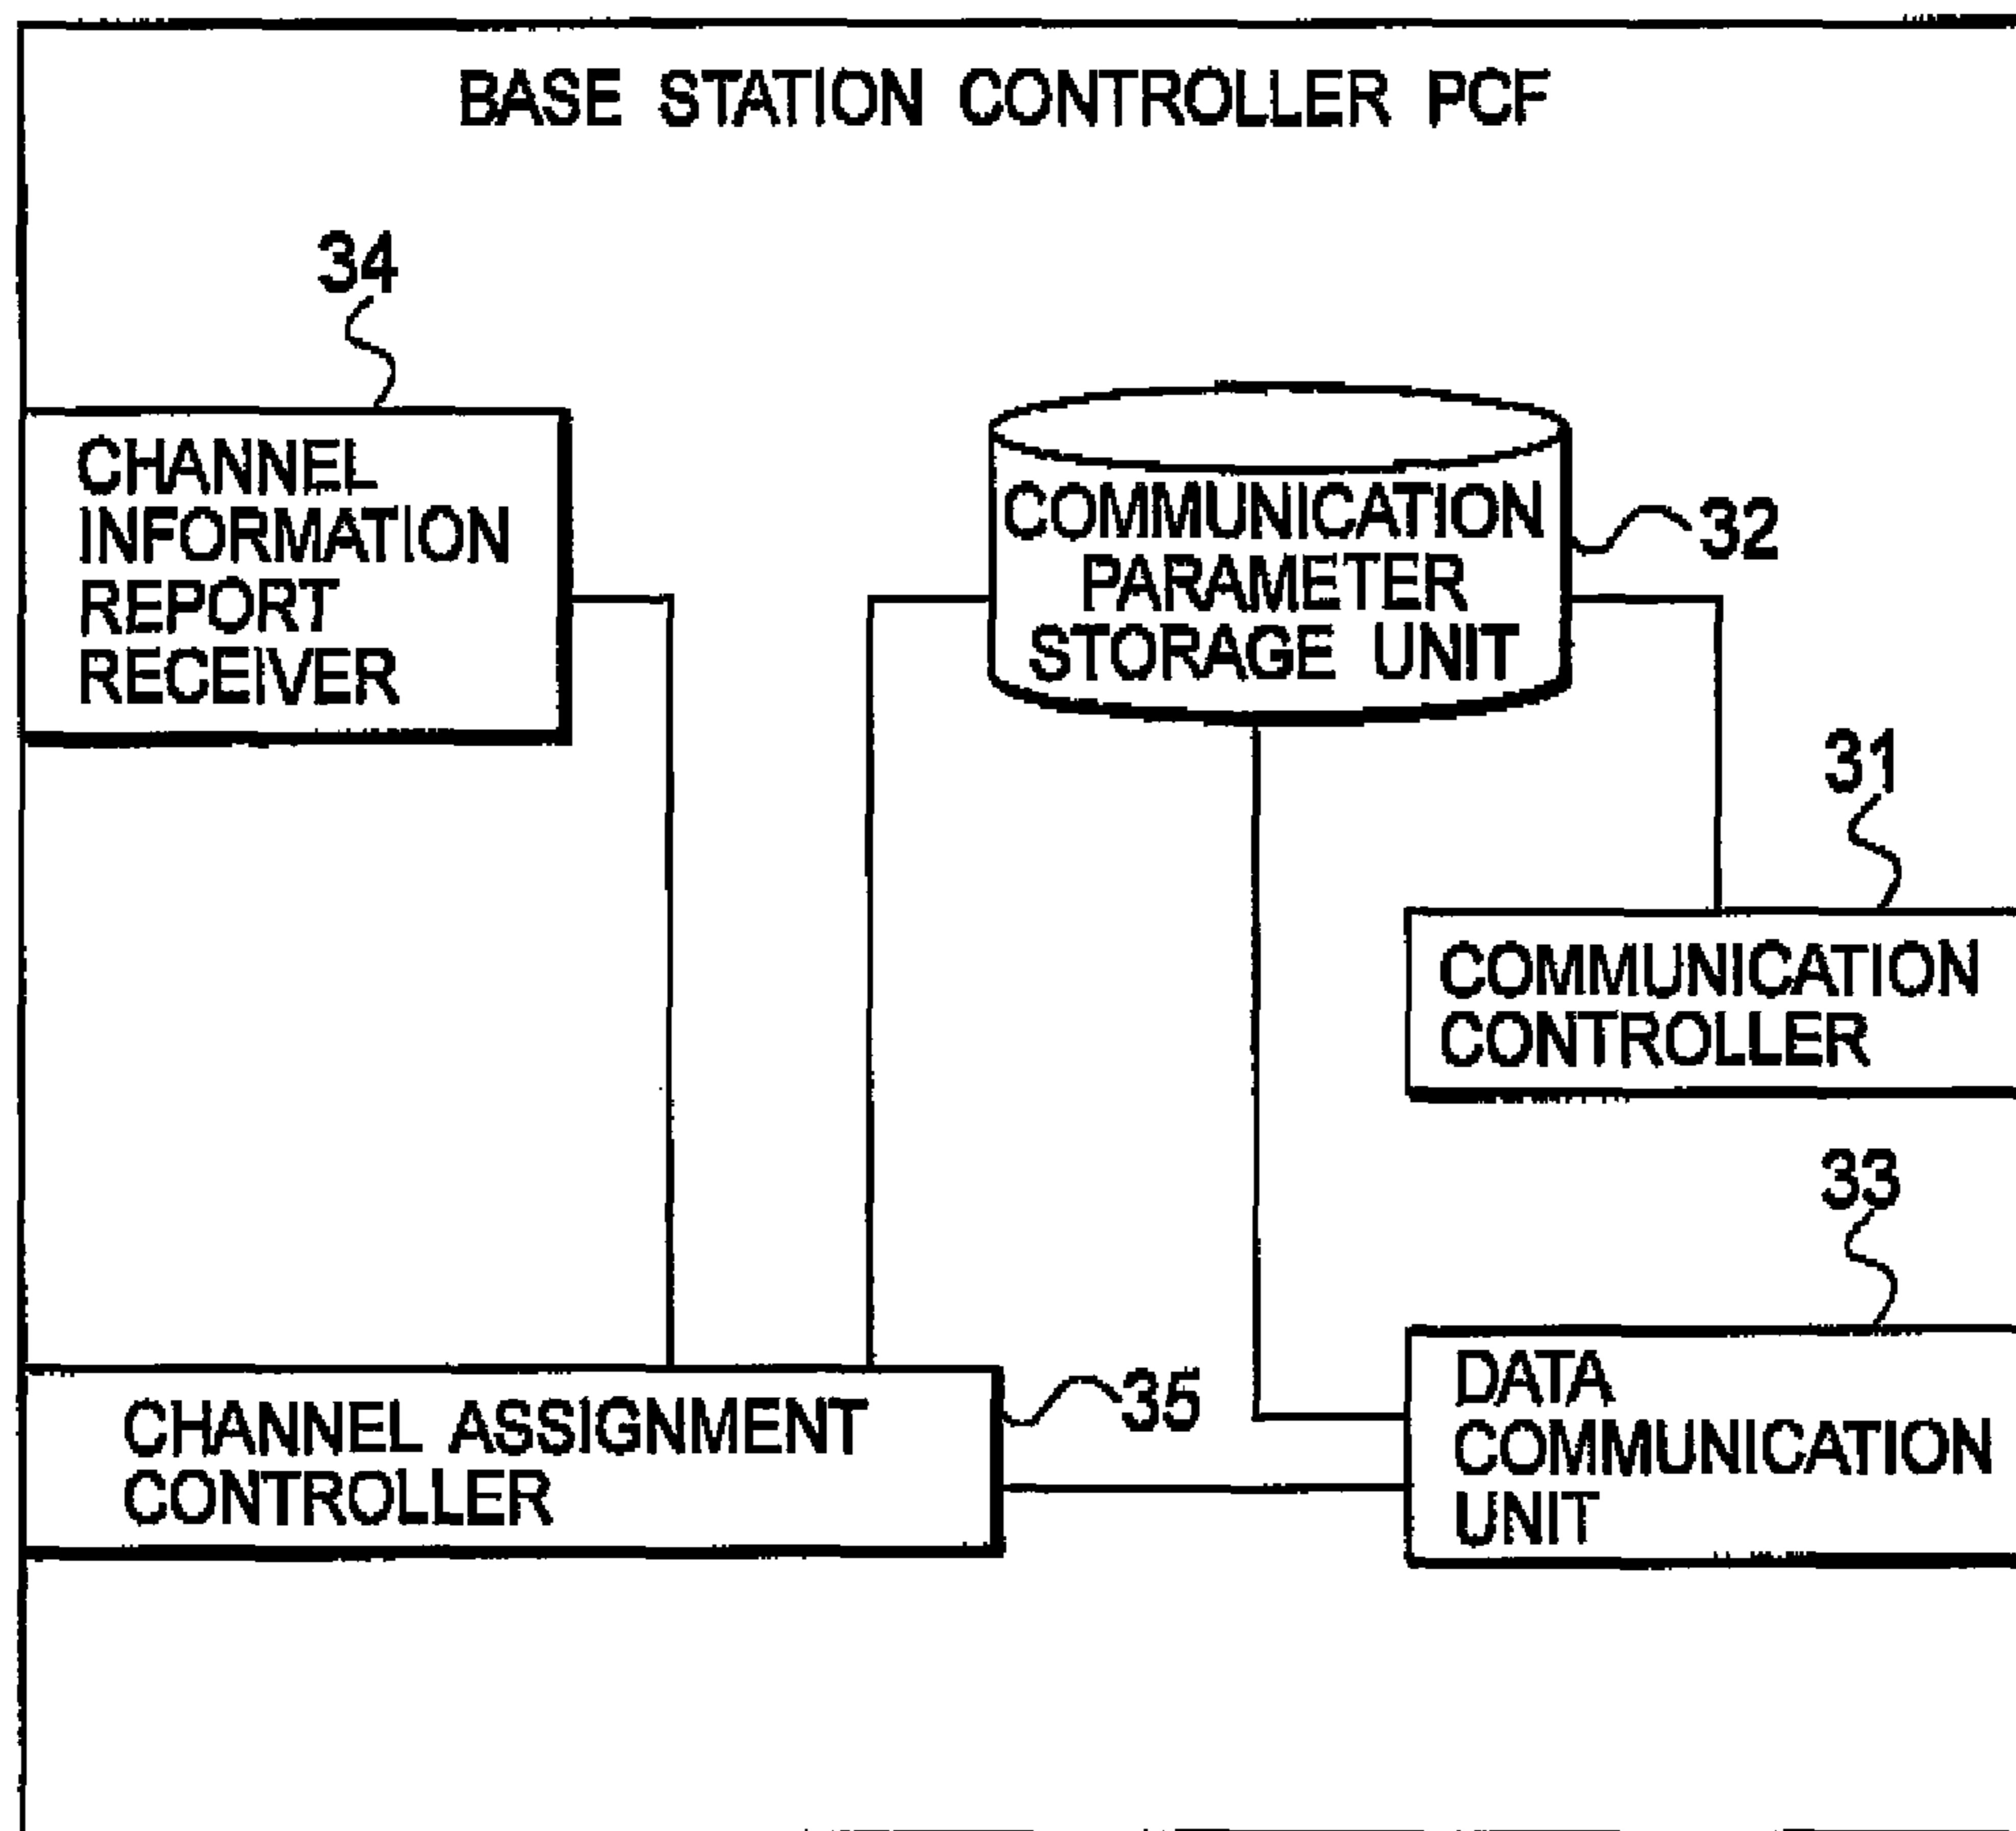 BASE STATION CONTROLLER PCF
34
CHANNEL
INFORMATION
REPORT
RECEIVER
COMMUNICATION
PARAMETER
STORAGE UNIT
32
31
COMMUNICATION
CONTROLLER
33
CHANNEL ASSIGNMENT
CONTROLLER
35
DATA
COMMUNICATION
UNIT